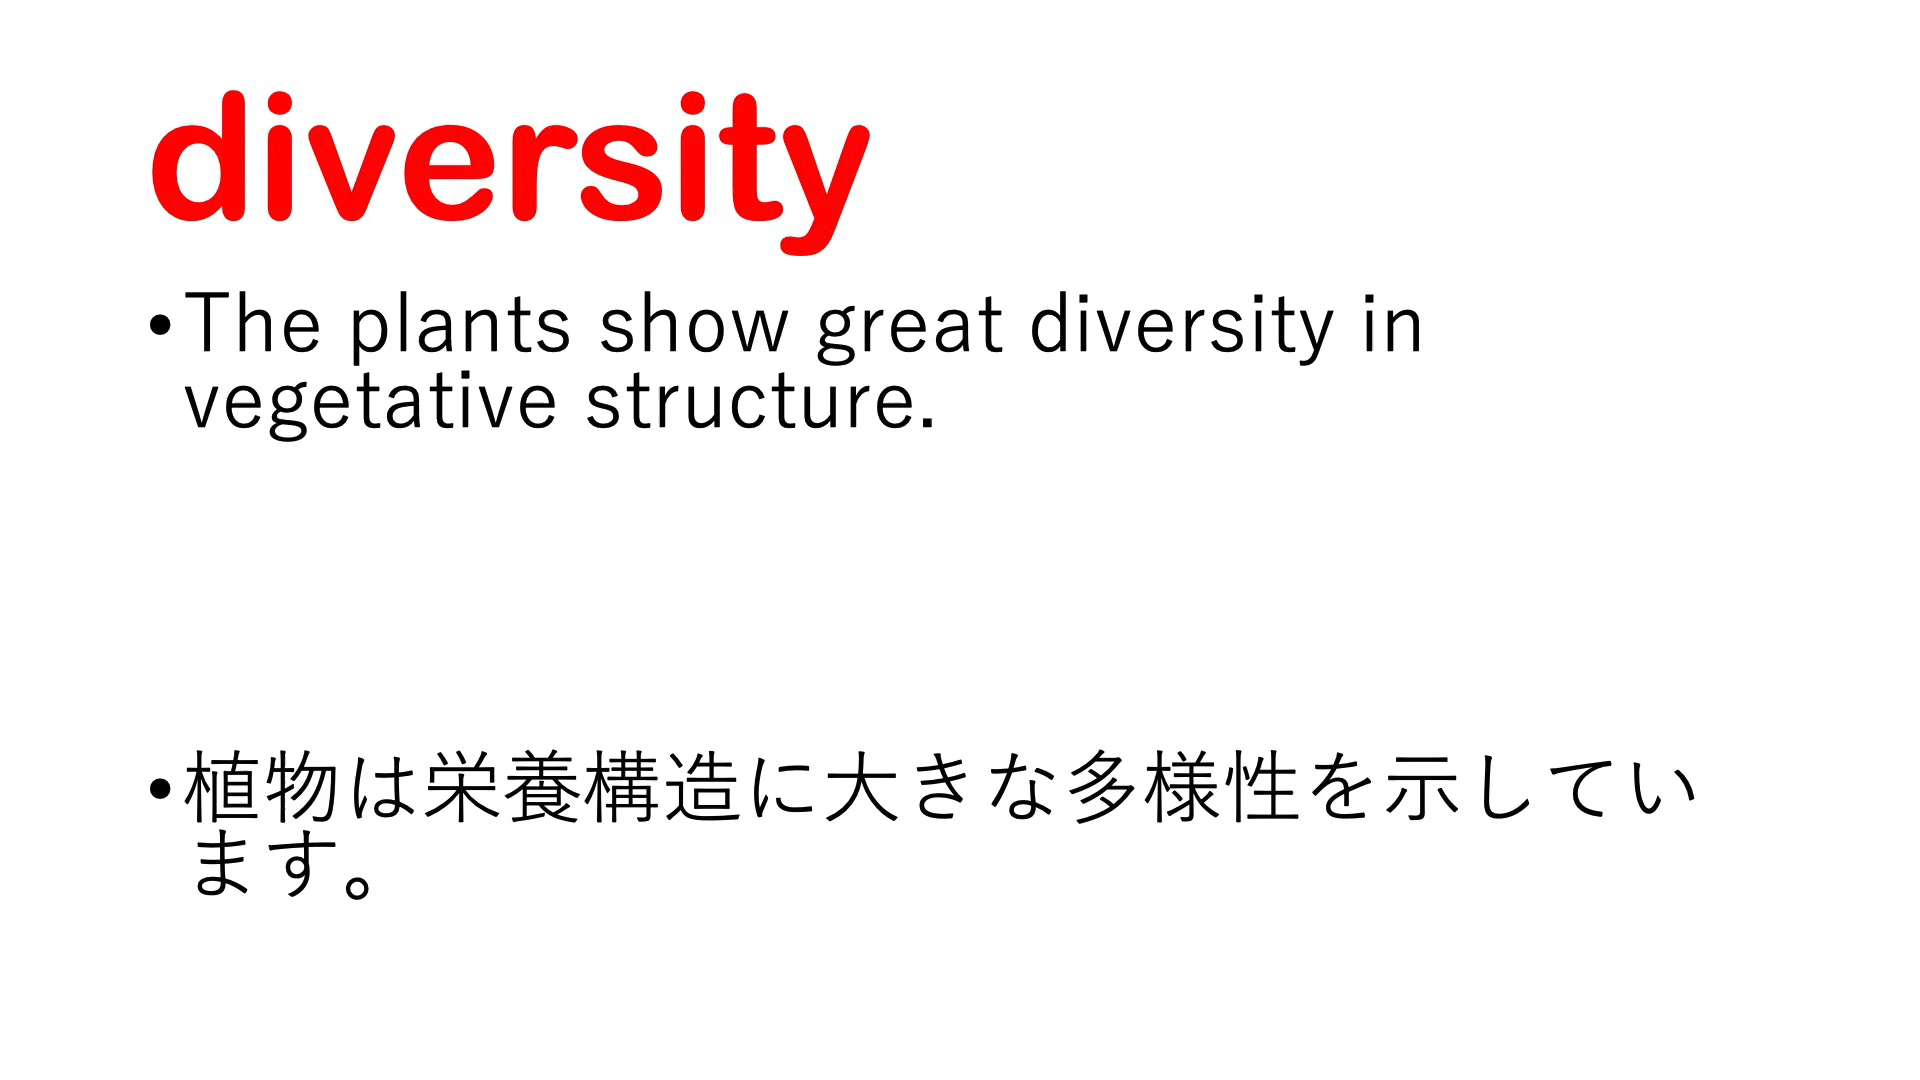 diversity
•The plants show great diversity in
vegetative structure.
•植物は栄養構造に大きな多様性を示してい
ます。